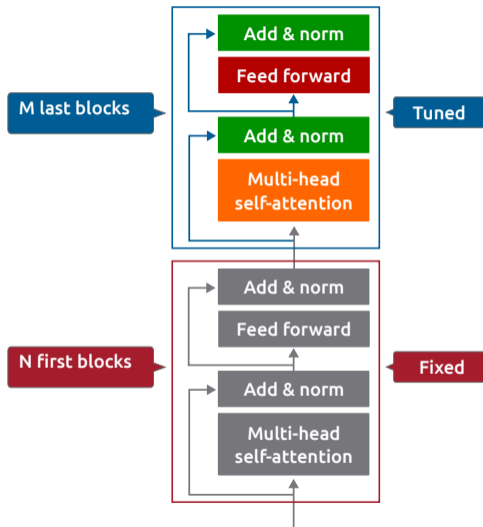 Add & norm
Feed forward
M last blocks
Tuned
Add & norm
Multi-head
self-attention
Add & norm
Feed forward
N first blocks
Fixed
Add & norm
Multi-head
self-attention